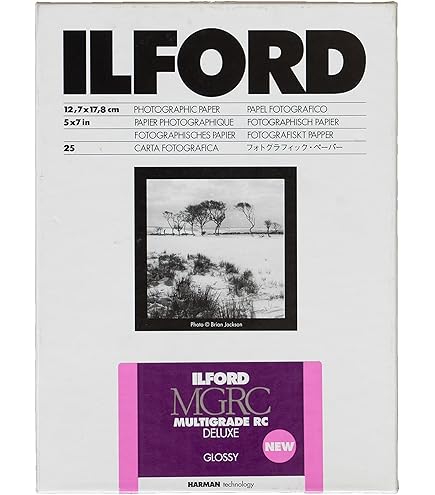 ILFORD
12,7x17,8 cm PHOTOGRAPHIC PAPER PAPEL FOTOGRAFICO
5x7 in PAPIER PHOTOGRAPHIQUE FOTOGRAFISCH PAPIER
FOTOGRAPHISCHES PAPIER FOTOGRAFISKT PAPPER
25 CARTA FOTOGRAFICA フォトグラフィック・ペーパー
Photo © Brian Jackson
ILFORD
MGRC
MULTIGRADE RC
DELUXE
NEW
GLOSSY
HARMAN technology